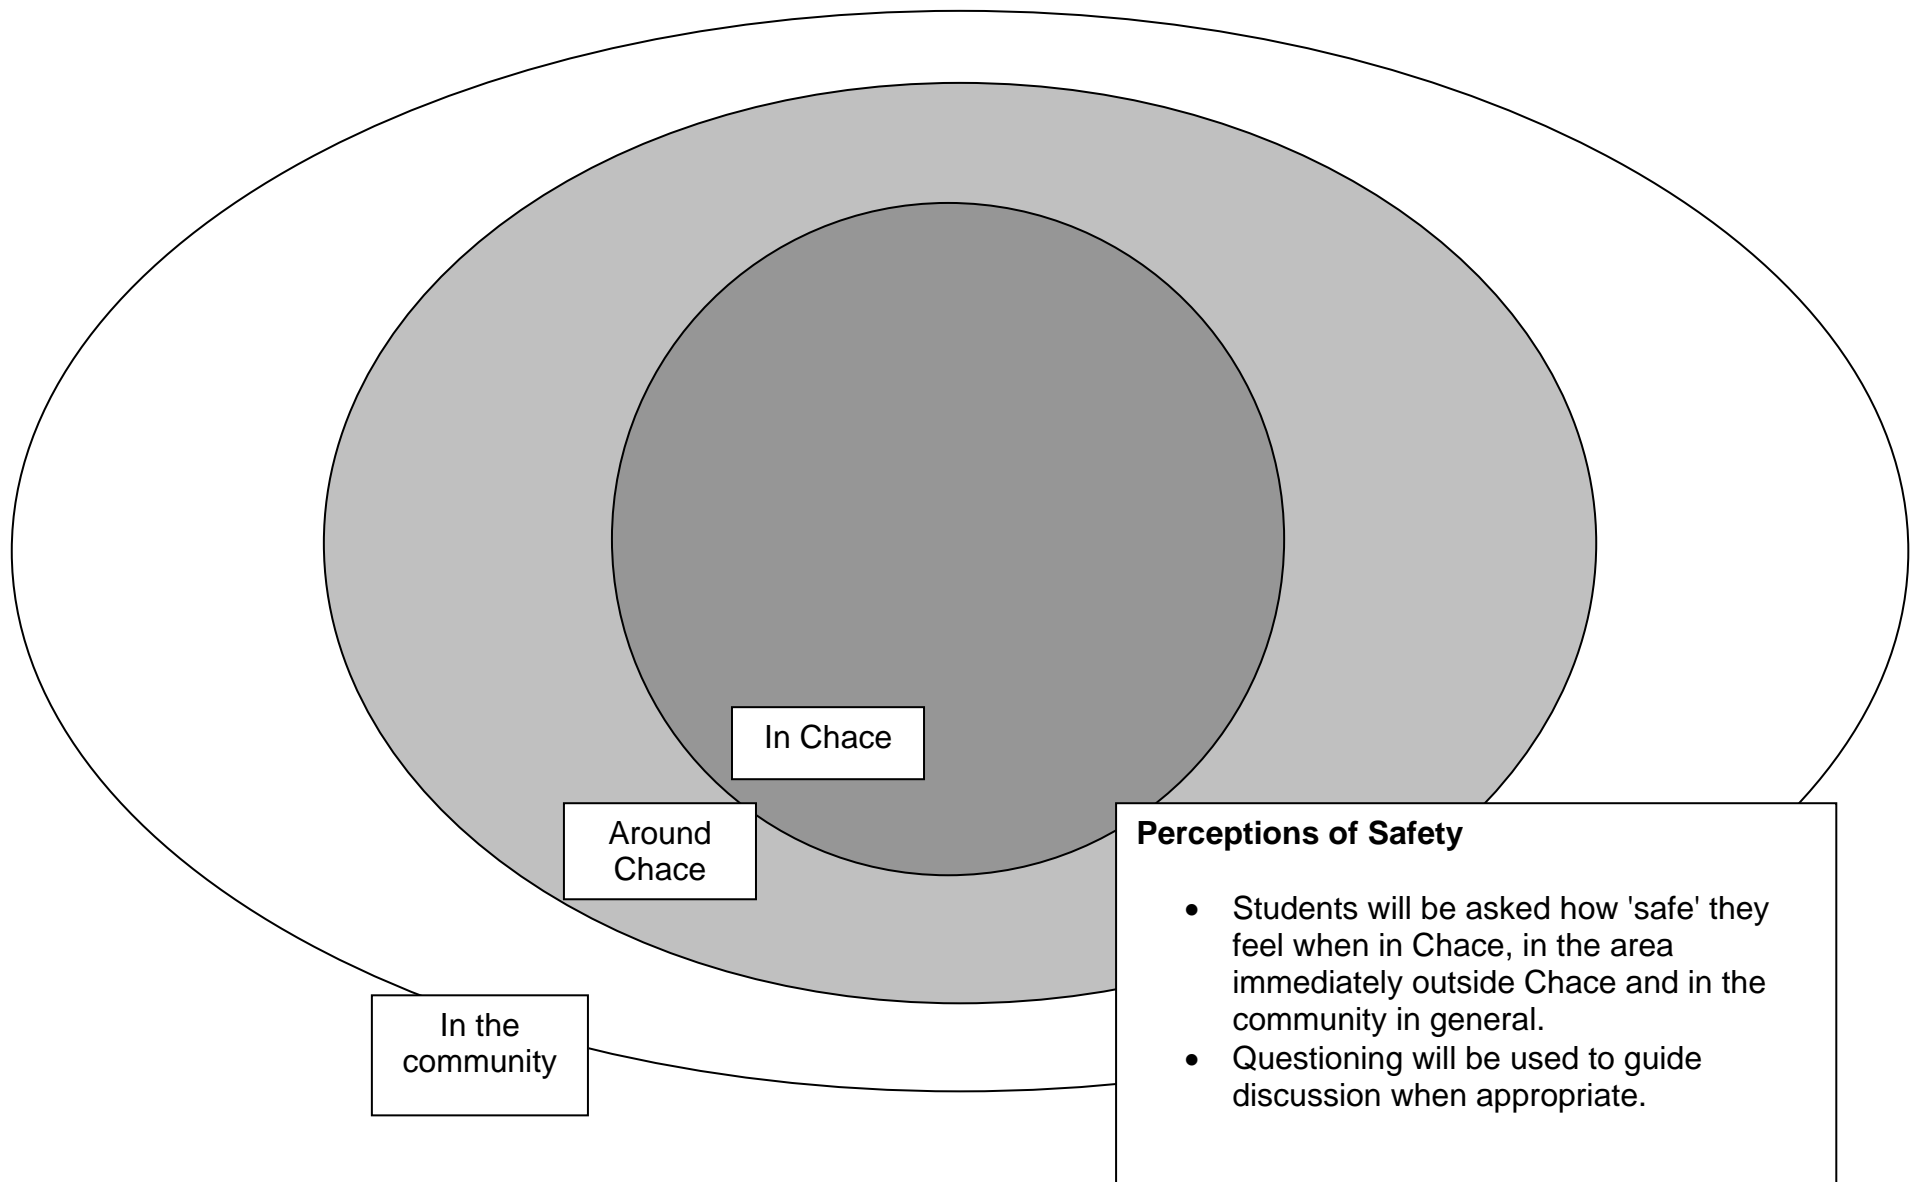 In Chace
Around
Chace
In the
community
Perceptions of Safety
• Students will be asked how 'safe' they
feel when in Chace, in the area
immediately outside Chace and in the
community in general.
• Questioning will be used to guide
discussion when appropriate.